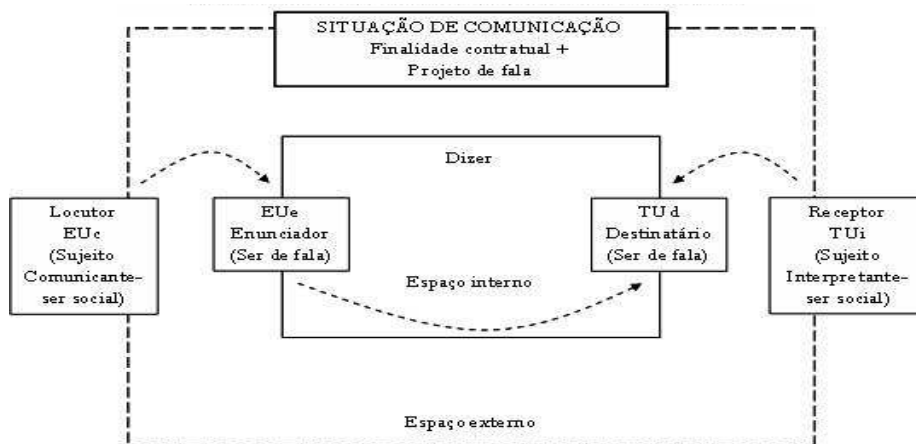 SITUAÇÃO DE COMUNICAÇÃO
Finalidade contratual +
Projeto de fala
Dizer
Locutor
EUc
(Sujeito
Comunicante-
ser social)
EUe
Enunciador
(Ser de fala)
TUd
Destinatário
(Ser de fala)
Receptor
TUi
(Sujeito
Interpretante-
ser social)
Espaço interno
Espaço externo